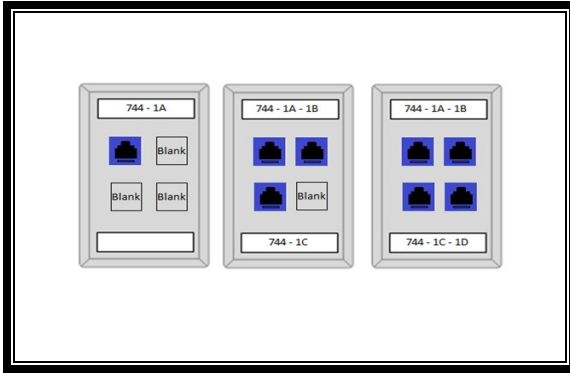 744 - 1A
Blank
Blank Blank
744 - 1A - 1B
Blank
744 - 1C
744 - 1A - 1B
744 - 1C - 1D